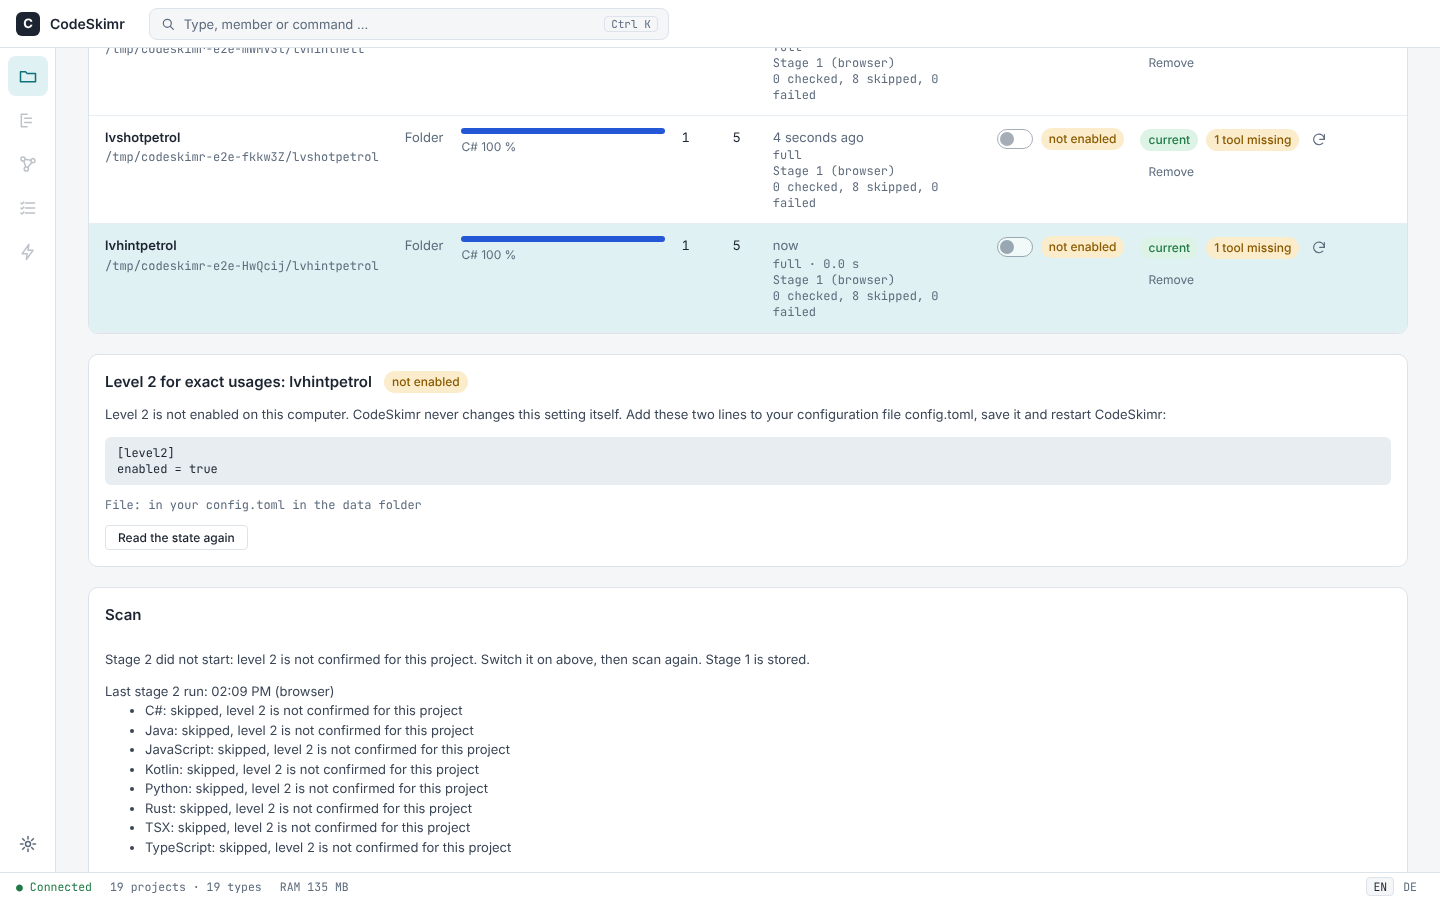 C CodeSkimr Type, member or command ... Ctrl K
/tmp/codeskimr-e2e-mWMV3t/lvhinthell full
Stage 1 (browser) Remove
0 checked, 8 skipped, 0
failed
lvshotpetrol Folder 1 5 4 seconds ago not enabled current 1 tool missing
/tmp/codeskimr-e2e-fkkw3Z/lvshotpetrol C# 100 % full
Stage 1 (browser) Remove
0 checked, 8 skipped, 0
failed
lvhintpetrol Folder 1 5 now not enabled current 1 tool missing
/tmp/codeskimr-e2e-HwQcij/lvhintpetrol C# 100 % full · 0.0 s
Stage 1 (browser) Remove
0 checked, 8 skipped, 0
failed
Level 2 for exact usages: lvhintpetrol not enabled
Level 2 is not enabled on this computer. CodeSkimr never changes this setting itself. Add these two lines to your configuration file config.toml, save it and restart CodeSkimr:
[level2]
enabled = true
File: in your config.toml in the data folder
Read the state again
Scan
Stage 2 did not start: level 2 is not confirmed for this project. Switch it on above, then scan again. Stage 1 is stored.
Last stage 2 run: 02:09 PM (browser)
• C#: skipped, level 2 is not confirmed for this project
• Java: skipped, level 2 is not confirmed for this project
• JavaScript: skipped, level 2 is not confirmed for this project
• Kotlin: skipped, level 2 is not confirmed for this project
• Python: skipped, level 2 is not confirmed for this project
• Rust: skipped, level 2 is not confirmed for this project
• TSX: skipped, level 2 is not confirmed for this project
• TypeScript: skipped, level 2 is not confirmed for this project
Connected 19 projects · 19 types RAM 135 MB EN DE